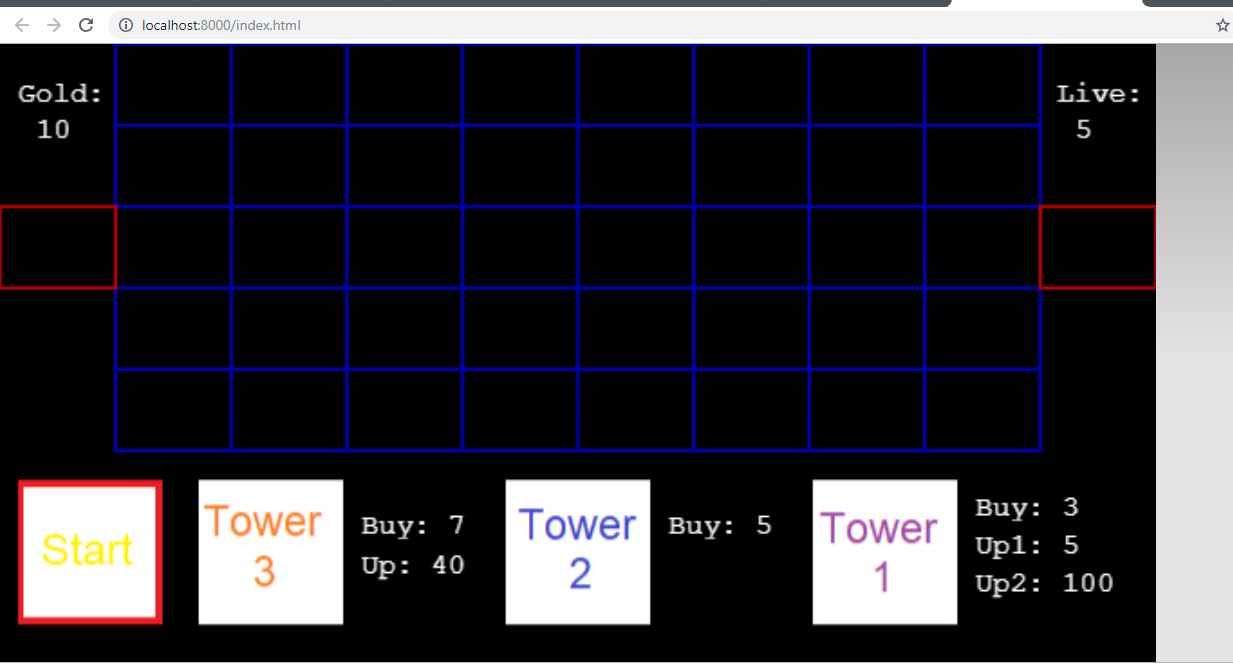 localhost:8000/index.html
Gold:
10
Live:
5
Start
Tower
3
Buy: 7
Up: 40
Tower
2
Buy: 5
Tower
1
Buy: 3
Up1: 5
Up2: 100